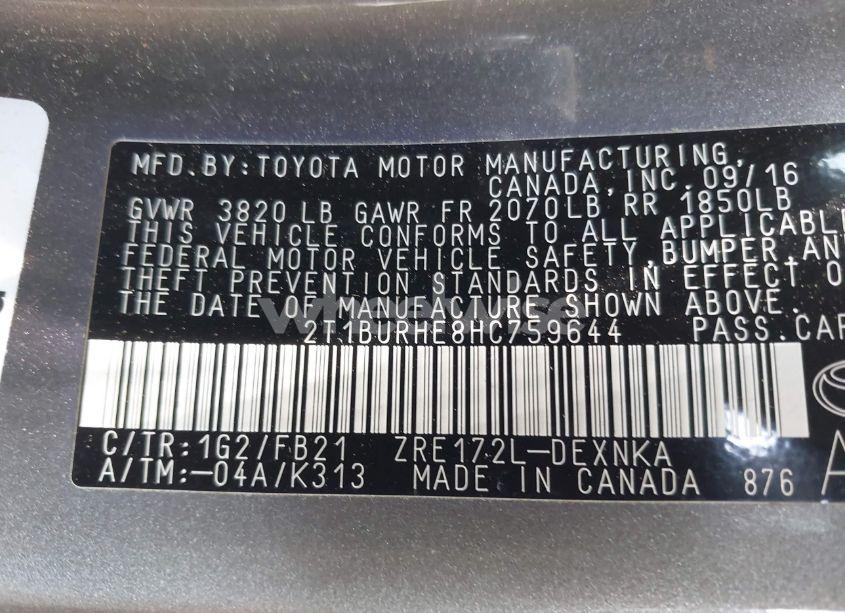 MFD.BY:TOYOTA MOTOR MANUFACTURING,
CANADA, INC. 09/16
GVWR 3820 LB GAWR FR 2070LB RR 1850LB
THIS VEHICLE CONFORMS TO ALL APPLICABLE
FEDERAL MOTOR VEHICLE SAFETY, BUMPER, AN
THEFT PREVENTION STANDARDS IN EFFECT O
THE DATE OF MANUFACTURE SHOWN ABOVE.
wheelwise
2T1BURHE8HC759644 PASS.CAR
C/TR:1G2/FB21 ZRE172L-DEXNKA
A/TM:-04A/K313 MADE IN CANADA 876 A